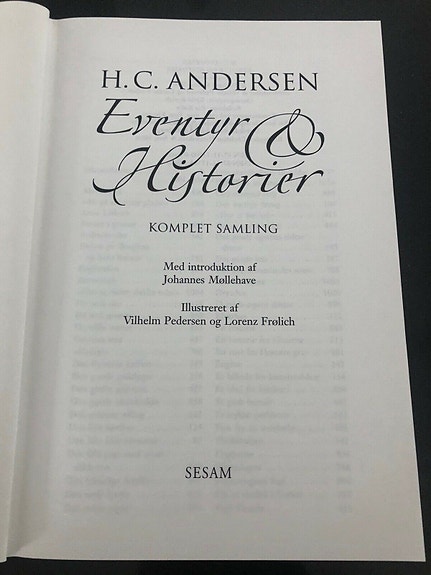 H. C. ANDERSEN
Eventyr &
Historier
KOMPLET SAMLING
Med introduktion af
Johannes Møllehave
Illustreret af
Vilhelm Pedersen og Lorenz Frølich
SESAM